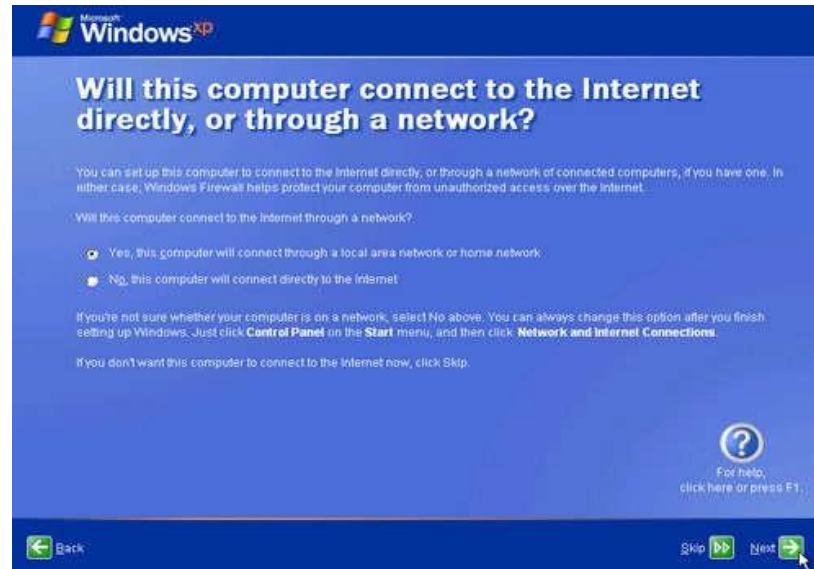 Microsoft
Windows xp
Will this computer connect to the Internet
directly, or through a network?
You can set up this computer to connect to the Internet directly, or through a network of connected computers, if you have one. In
either case, Windows Firewall helps protect your computer from unauthorized access over the Internet.
Will this computer connect to the Internet through a network?
Yes, this computer will connect through a local area network or home network
No, this computer will connect directly to the Internet
If you're not sure whether your computer is on a network, select No above. You can always change this option after you finish
setting up Windows. Just click Control Panel on the Start menu, and then click Network and Internet Connections.
If you don't want this computer to connect to the Internet now, click Skip.
For help,
click here or press F1.
Back
Skip
Next